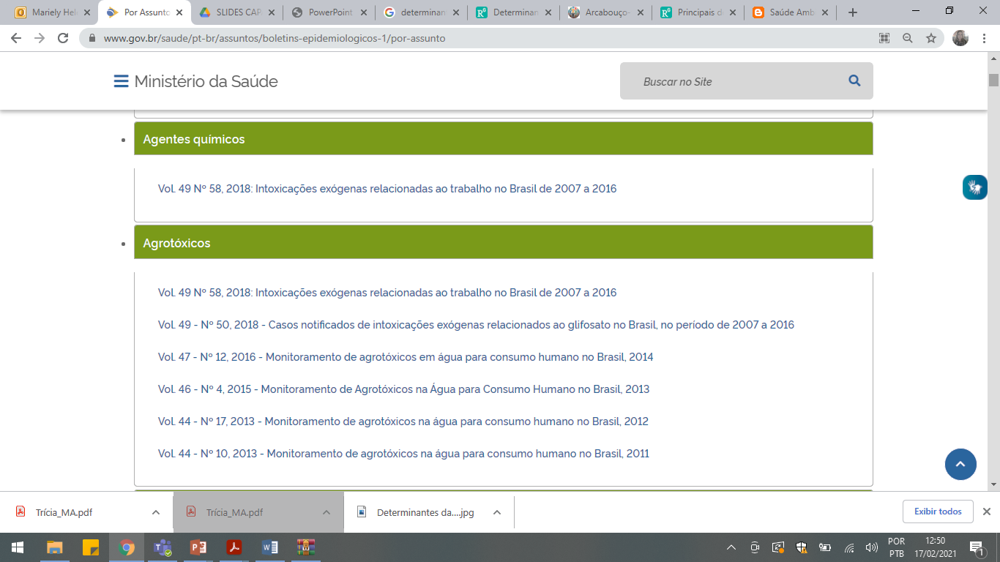 Mariely Hel
Por Assunto
SLIDES CAP.
PowerPoint
determinan
Determinan
Arcabouço-
Principais d
Saúde Amb
www.gov.br/saude/pt-br/assuntos/boletins-epidemiologicos-1/por-assunto
Ministério da Saúde
Buscar no Site
Agentes químicos
Vol. 49 Nº 58, 2018: Intoxicações exógenas relacionadas ao trabalho no Brasil de 2007 a 2016
Agrotóxicos
Vol. 49 Nº 58, 2018: Intoxicações exógenas relacionadas ao trabalho no Brasil de 2007 a 2016
Vol. 49 - Nº 50, 2018 - Casos notificados de intoxicações exógenas relacionados ao glifosato no Brasil, no período de 2007 a 2016
Vol. 47 - Nº 12, 2016 - Monitoramento de agrotóxicos em água para consumo humano no Brasil, 2014
Vol. 46 - Nº 4, 2015 - Monitoramento de Agrotóxicos na Água para Consumo Humano no Brasil, 2013
Vol. 44 - Nº 17, 2013 - Monitoramento de agrotóxicos na água para consumo humano no Brasil, 2012
Vol. 44 - Nº 10, 2013 - Monitoramento de agrotóxicos na água para consumo humano no Brasil, 2011
Trícia_MA.pdf
Trícia_MA.pdf
Determinantes da....jpg
Exibir todos
POR
PTB
12:50
17/02/2021
1